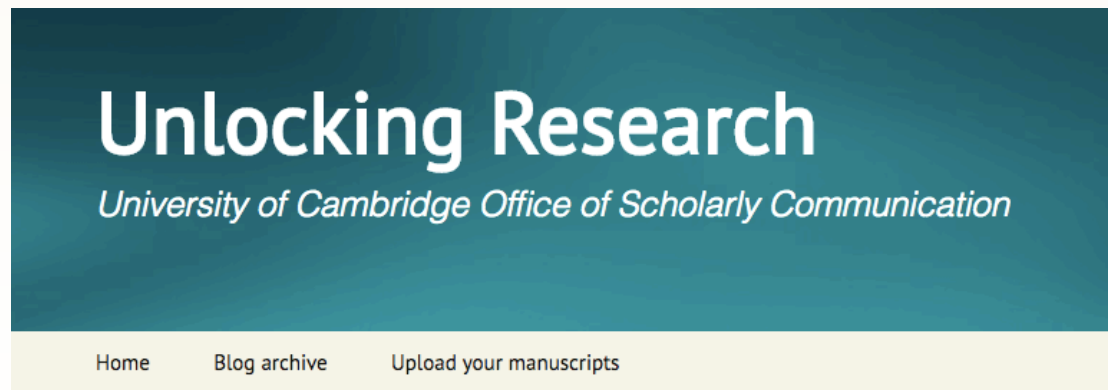 Unlocking Research
University of Cambridge Office of Scholarly Communication
Home Blog archive Upload your manuscripts